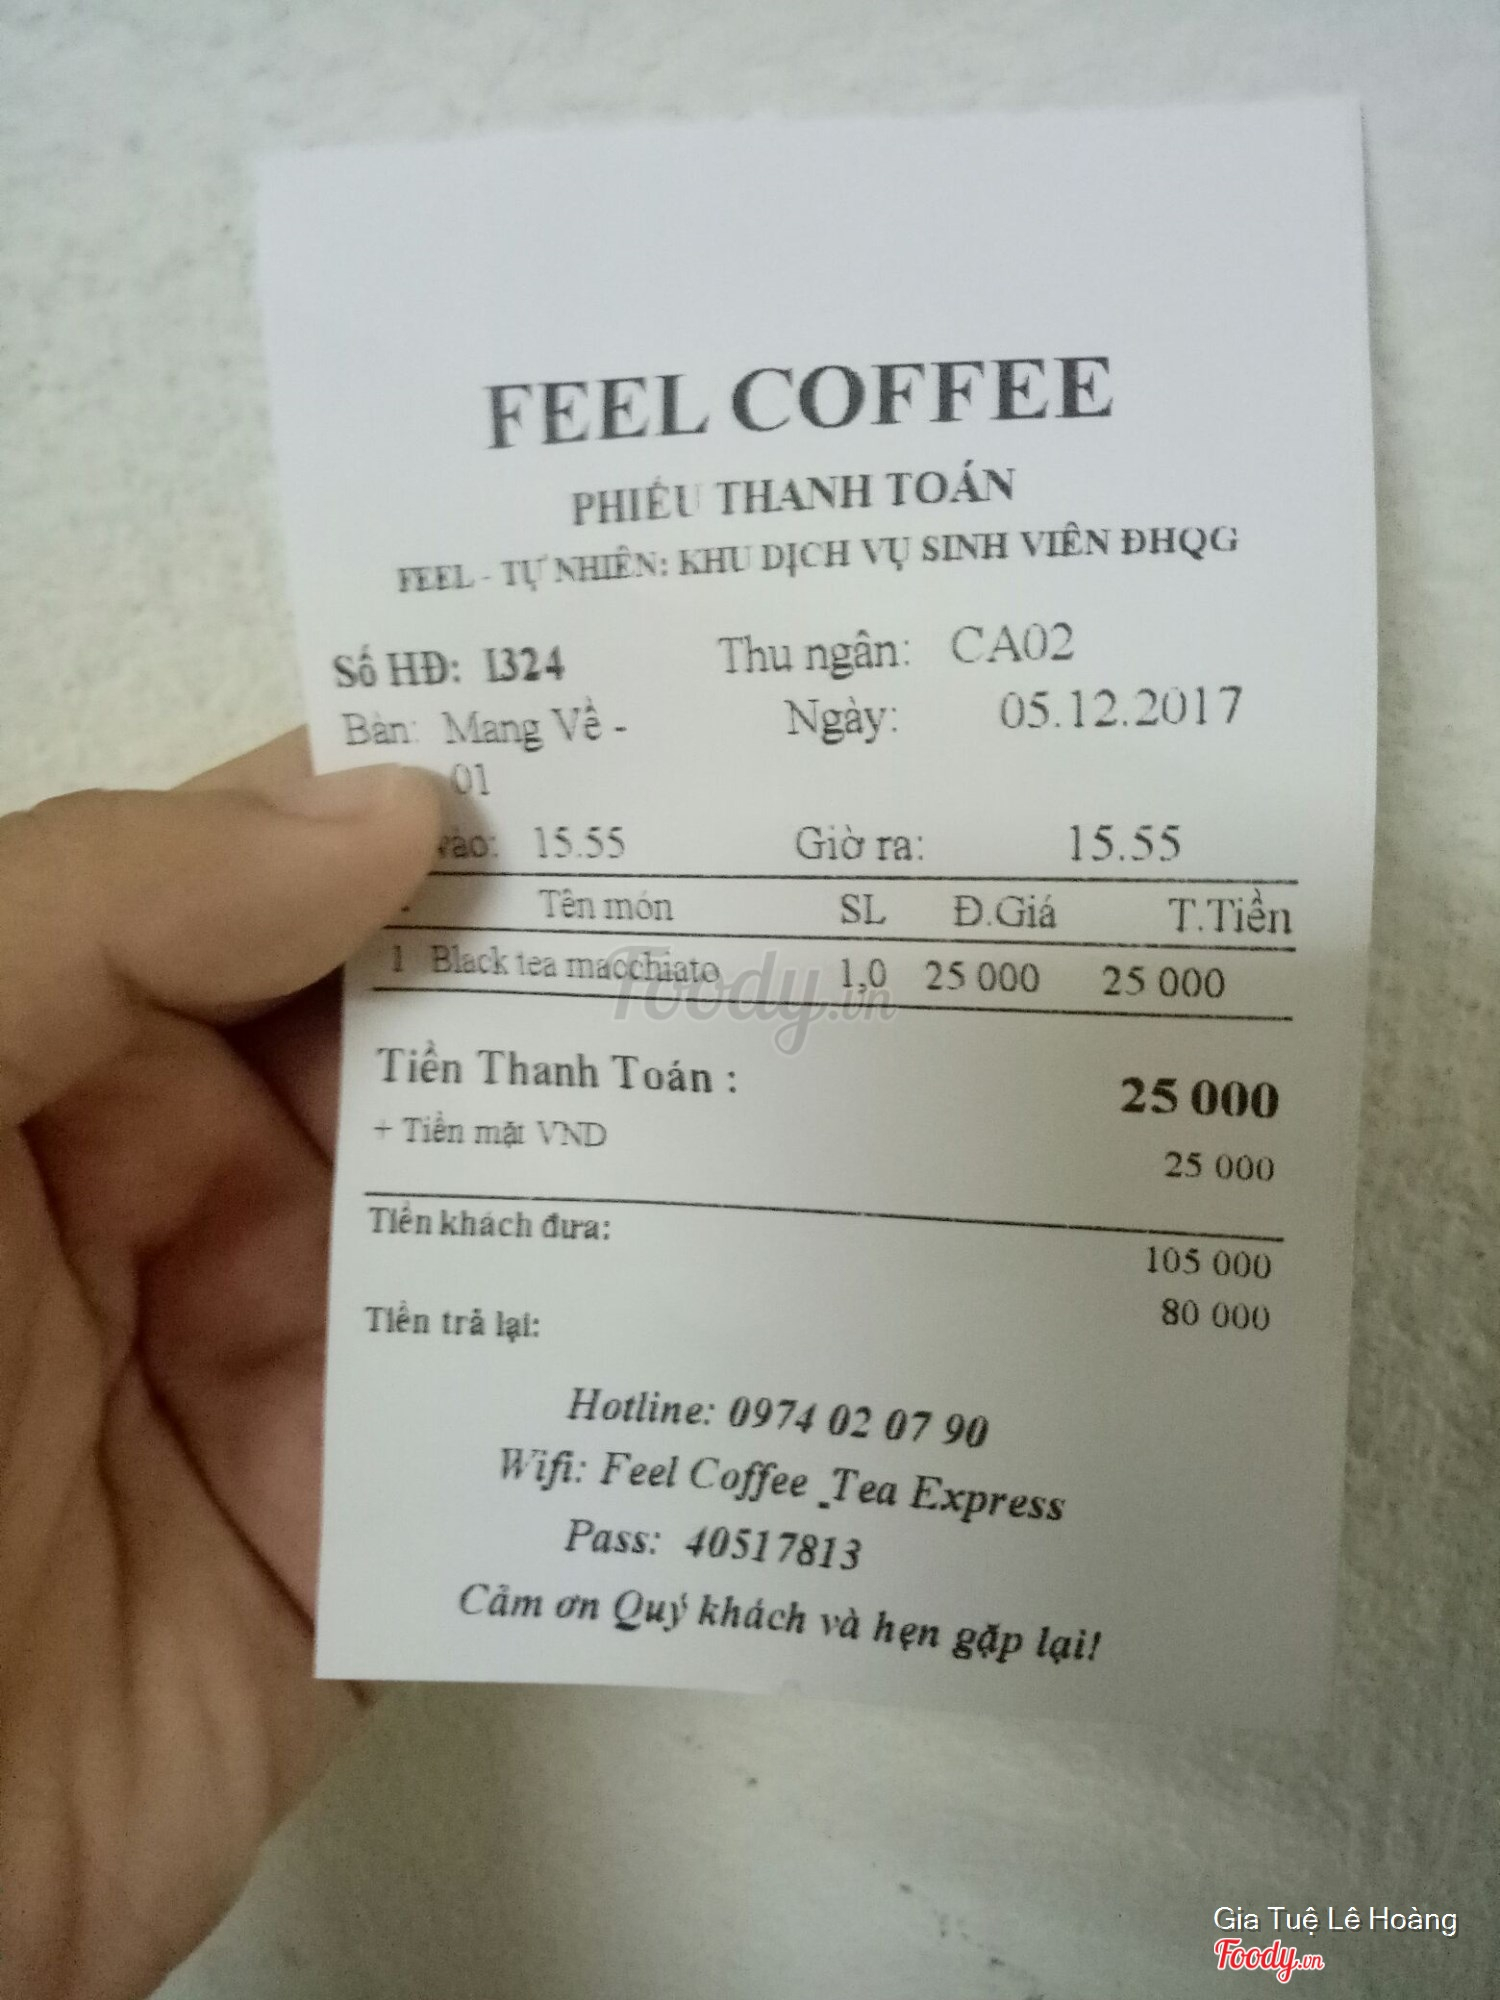 FEEL COFFEE
PHIẾU THANH TOÁN
FEEL - TỰ NHIÊN: KHU DỊCH VỤ SINH VIÊN ĐHQG
Số HĐ: I324 Thu ngân: CA02
Bàn: Mang Về - Ngày: 05.12.2017
01
vào: 15.55 Giờ ra: 15.55
Tên món SL Đ.Giá T.Tiền
1 Black tea macchiato 1,0 25 000 25 000
Tiền Thanh Toán : 25 000
+ Tiền mặt VND 25 000
Tiền khách đưa: 105 000
Tiền trả lại: 80 000
Hotline: 0974 02 07 90
Wifi: Feel Coffee _Tea Express
Pass: 40517813
Cảm ơn Quý khách và hẹn gặp lại!
Foody.vn
Gia Tuệ Lê Hoàng
Foody.vn